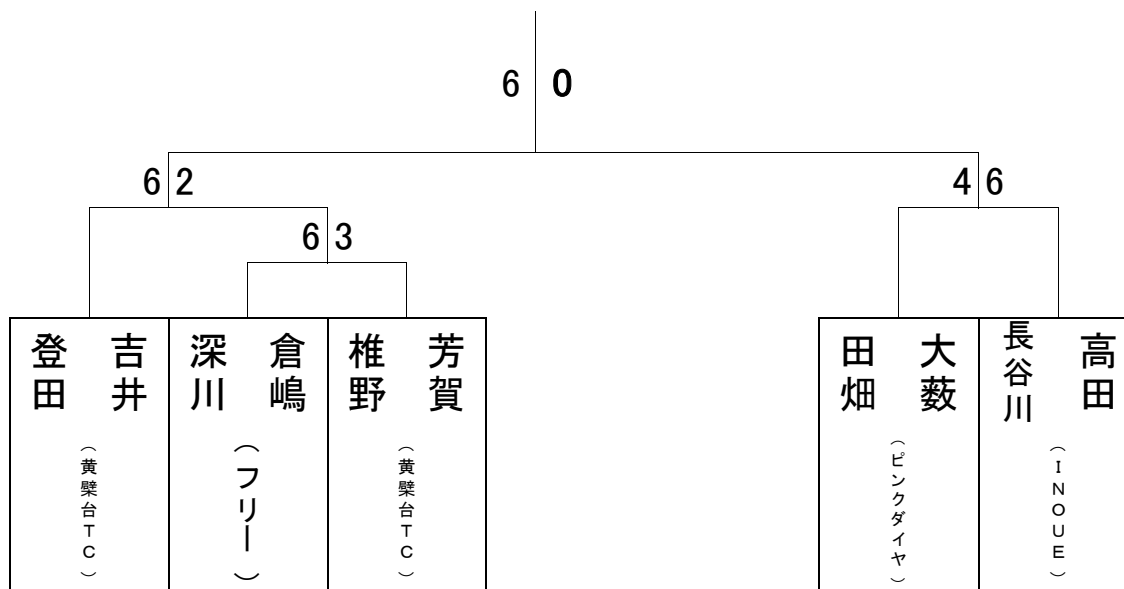 6 0
6 2
4 6
6 3
登田 吉井
（黄檗台TC）
深川 倉嶋
（フリー）
椎野 芳賀
（黄檗台TC）
田畑 大薮
（ピンクダイヤ）
長谷川 高田
（INOUE）